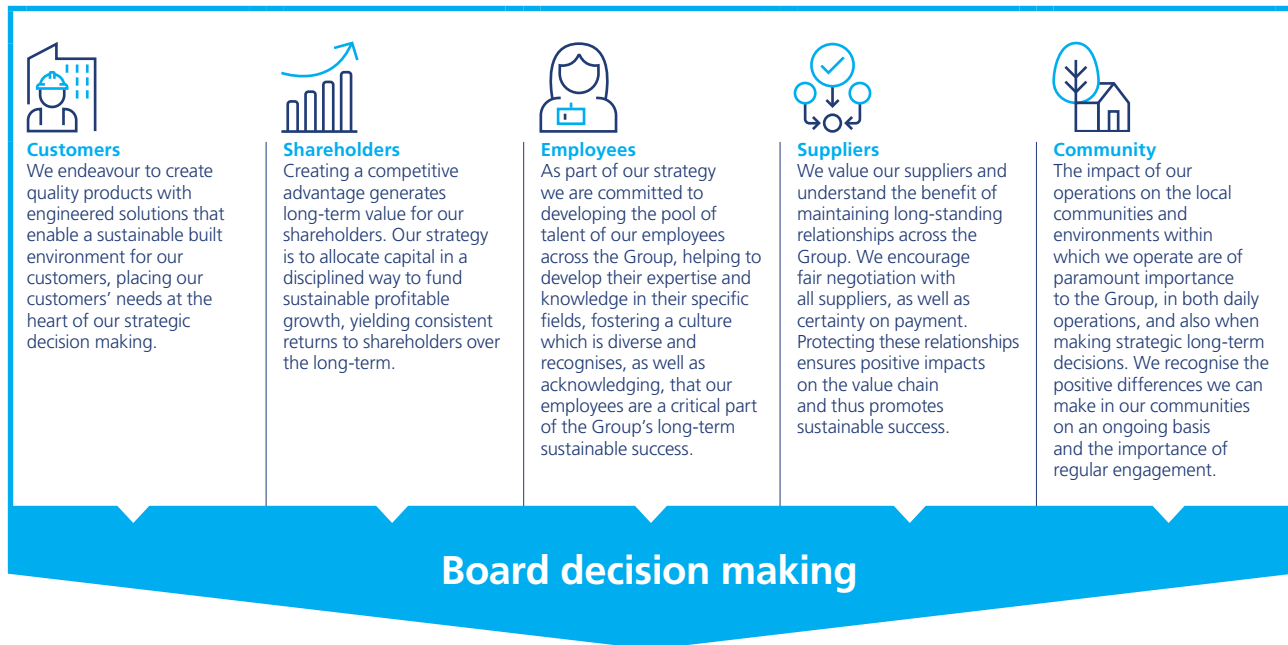 Customers
We endeavour to create
quality products with
engineered solutions that
enable a sustainable built
environment for our
customers, placing our
customers’ needs at the
heart of our strategic
decision making.
Shareholders
Creating a competitive
advantage generates
long-term value for our
shareholders. Our strategy
is to allocate capital in a
disciplined way to fund
sustainable profitable
growth, yielding consistent
returns to shareholders over
the long-term.
Employees
As part of our strategy
we are committed to
developing the pool of
talent of our employees
across the Group, helping to
develop their expertise and
knowledge in their specific
fields, fostering a culture
which is diverse and
recognises, as well as
acknowledging, that our
employees are a critical part
of the Group’s long-term
sustainable success.
Suppliers
We value our suppliers and
understand the benefit of
maintaining long-standing
relationships across the
Group. We encourage
fair negotiation with
all suppliers, as well as
certainty on payment.
Protecting these relationships
ensures positive impacts
on the value chain
and thus promotes
sustainable success.
Community
The impact of our
operations on the local
communities and
environments within
which we operate are of
paramount importance
to the Group, in both daily
operations, and also when
making strategic long-term
decisions. We recognise the
positive differences we can
make in our communities
on an ongoing basis
and the importance of
regular engagement.
Board decision making